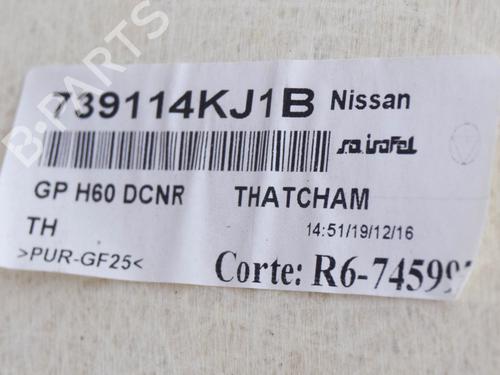 B-PARTS
739114KJ1B Nissan
GP H60 DCNR THATCHAM
TH 14:51/19/12/16
>PUR-GF25< Corte: R6-74599